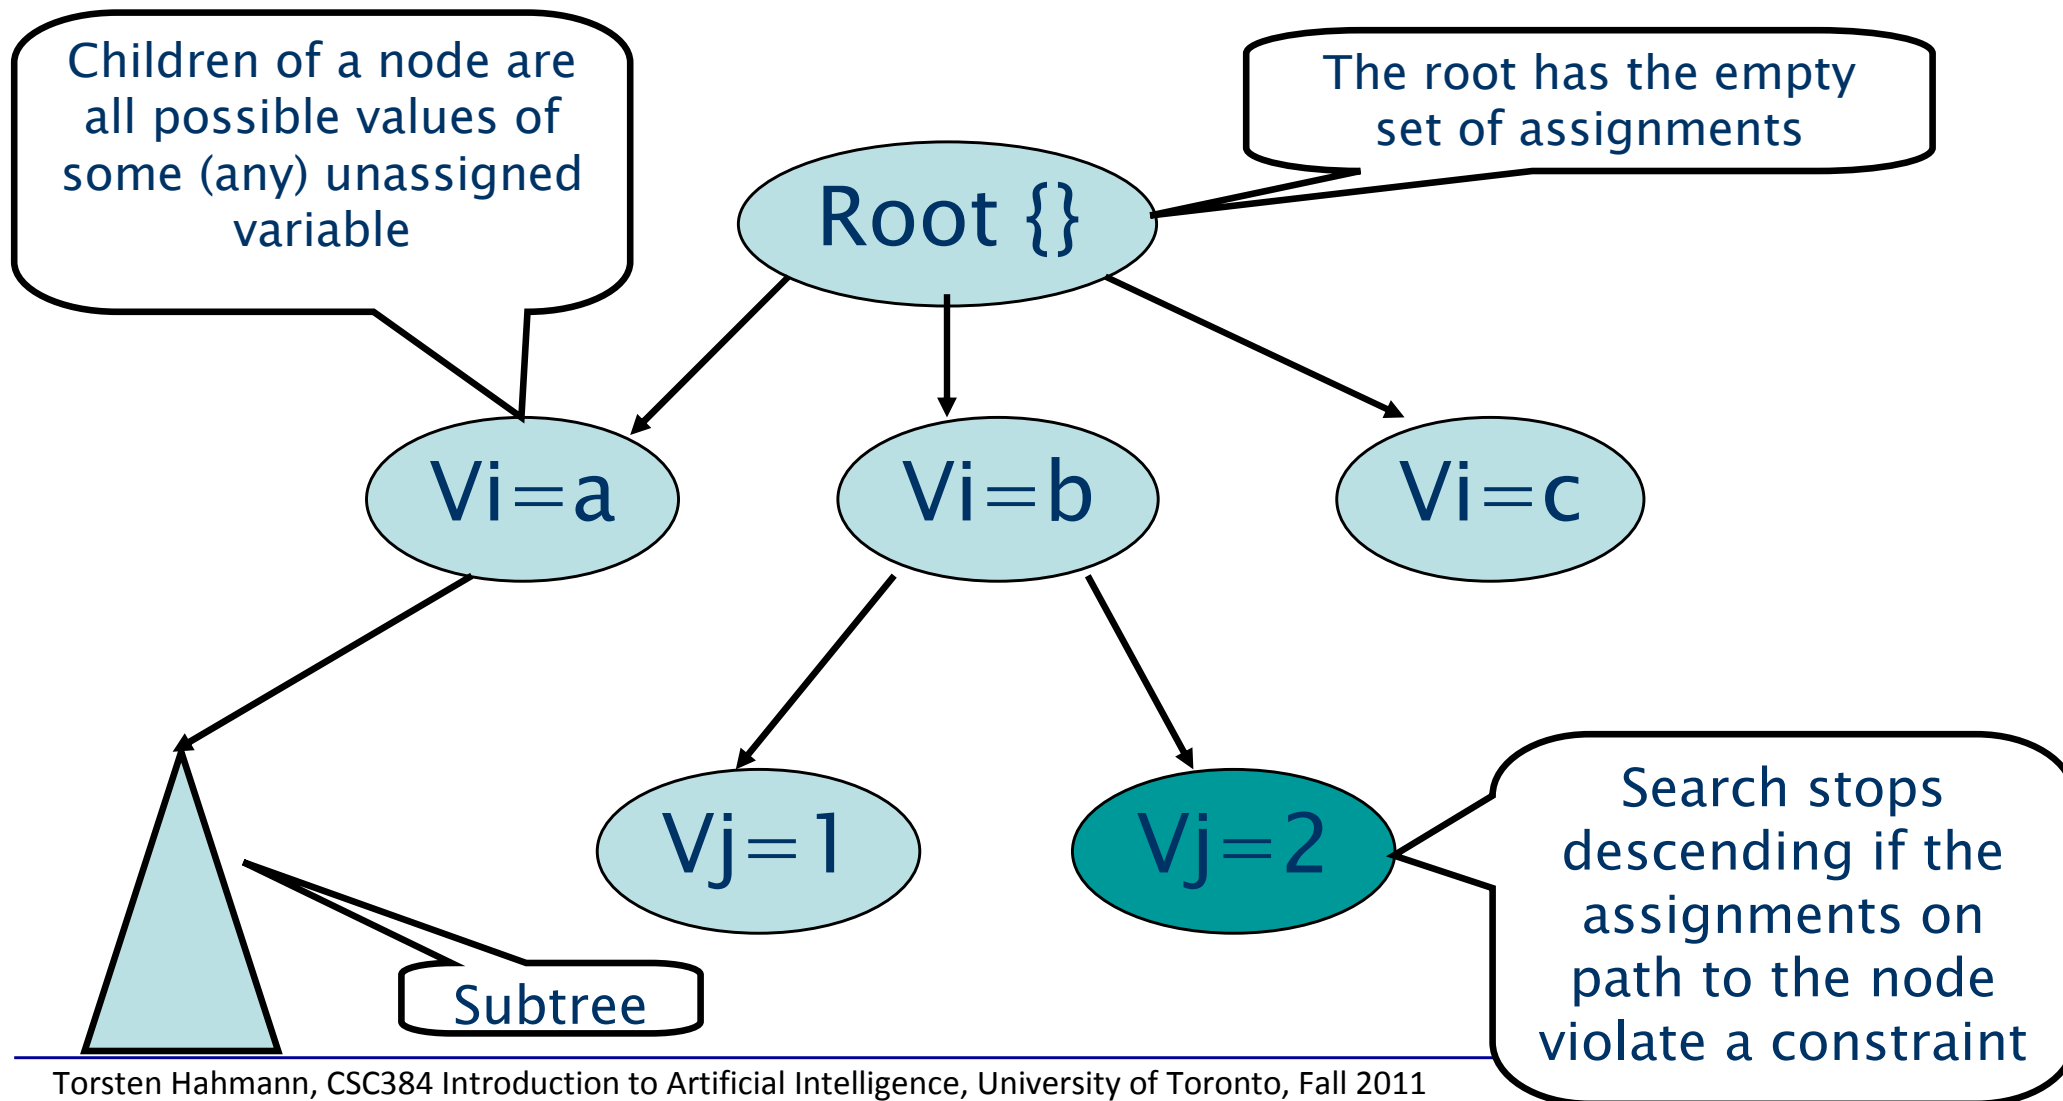 Children of a node are
all possible values of
some (any) unassigned
variable
The root has the empty
set of assignments
Root {}
Vi=a
Vi=b
Vi=c
Vj=1
Vj=2
Search stops
descending if the
assignments on
path to the node
violate a constraint
Subtree
Torsten Hahmann, CSC384 Introduction to Artificial Intelligence, University of Toronto, Fall 2011